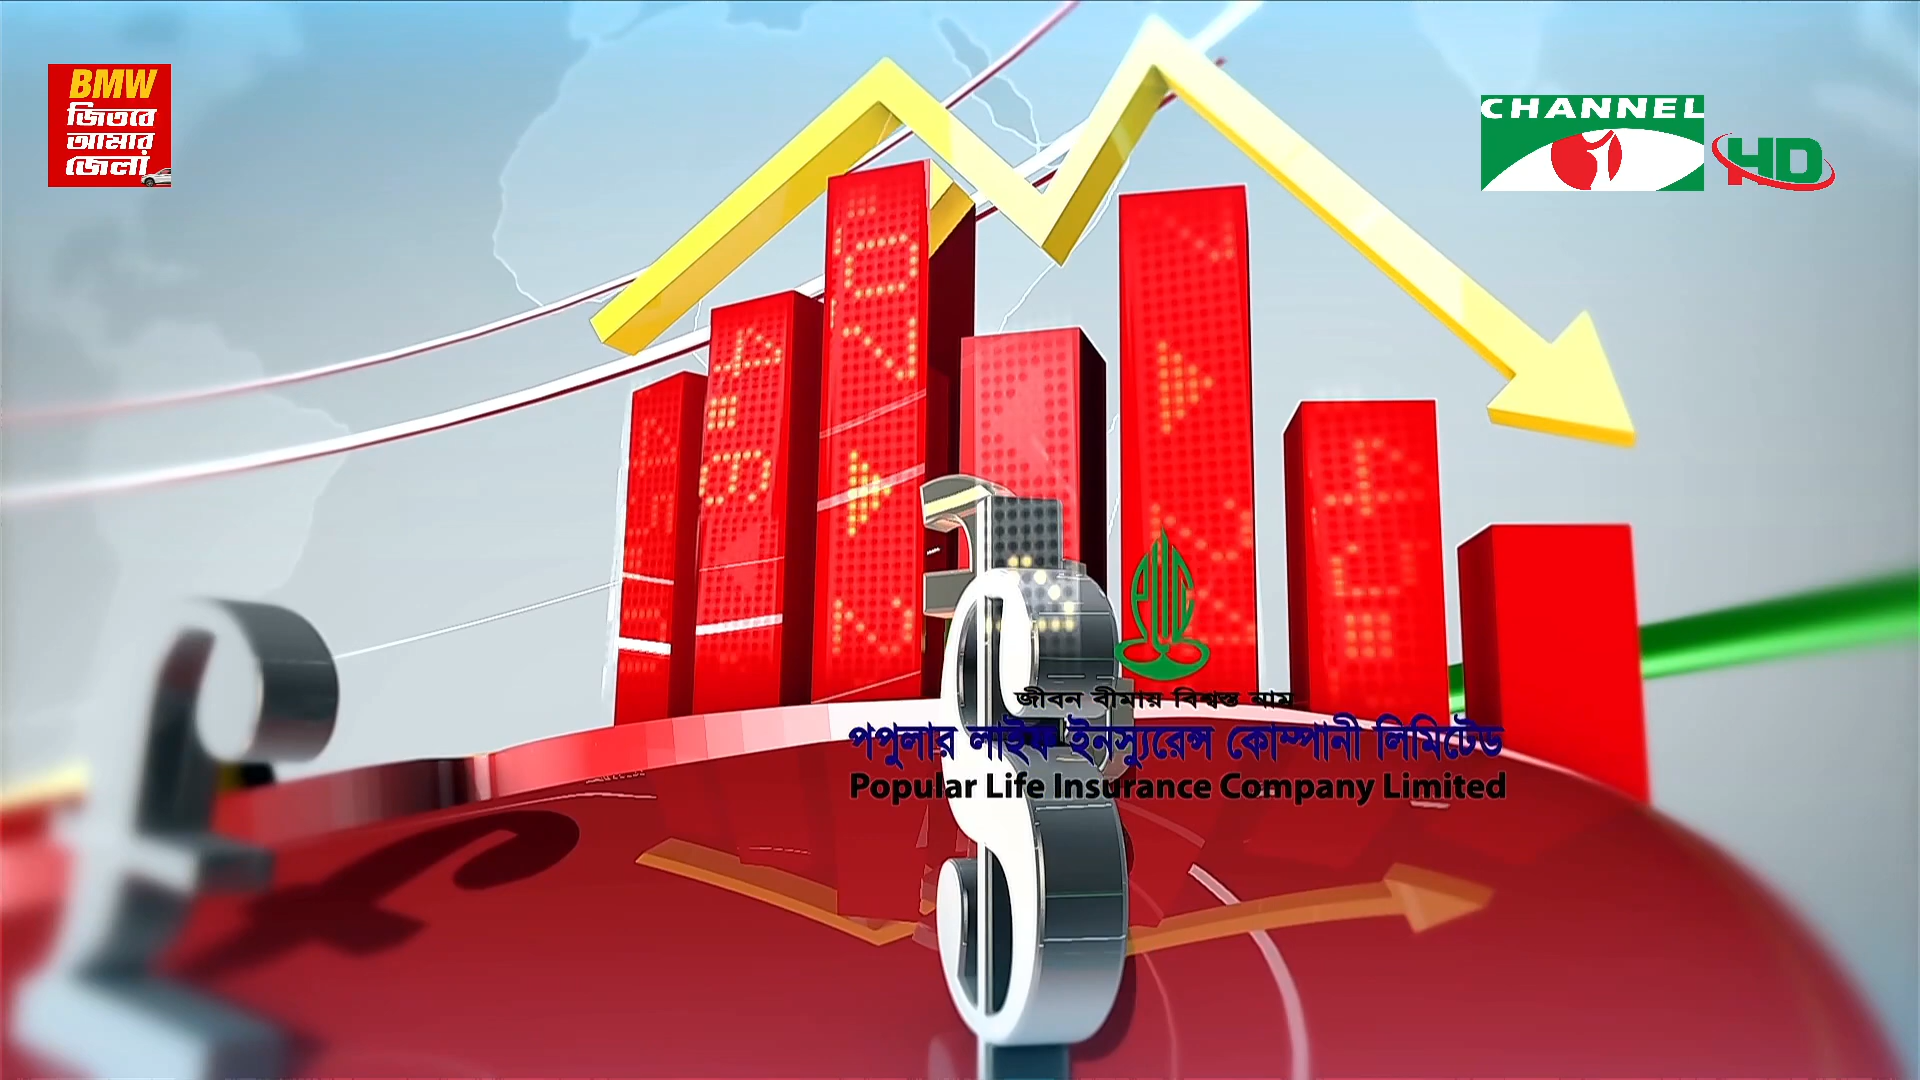 BMW
জিতবে
আমার
জেলা
CHANNEL
HD
জীবন বীমায় বিশ্বস্ত নাম
পপুলার লাইফ ইনস্যুরেন্স কোম্পানী লিমিটেড
Popular Life Insurance Company Limited